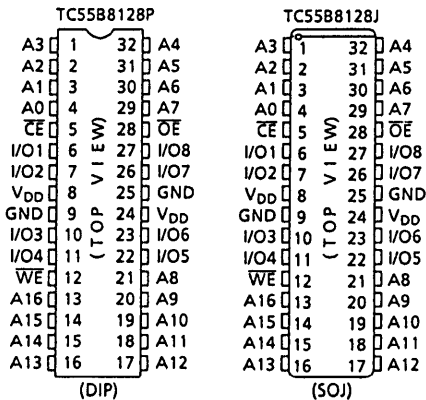 TC55B8128P
A3 1 32 A4
A2 2 31 A5
A1 3 30 A6
A0 4 29 A7
CE 5 28 OE
I/O1 6 27 I/O8
I/O2 7 26 I/O7
VDD 8 25 GND
GND 9 24 VDD
I/O3 10 23 I/O6
I/O4 11 22 I/O5
WE 12 21 A8
A16 13 20 A9
A15 14 19 A10
A14 15 18 A11
A13 16 17 A12
(TOP VIEW)
(DIP)
TC55B8128J
A3 1 32 A4
A2 2 31 A5
A1 3 30 A6
A0 4 29 A7
CE 5 28 OE
I/O1 6 27 I/O8
I/O2 7 26 I/O7
VDD 8 25 GND
GND 9 24 VDD
I/O3 10 23 I/O6
I/O4 11 22 I/O5
WE 12 21 A8
A16 13 20 A9
A15 14 19 A10
A14 15 18 A11
A13 16 17 A12
(TOP VIEW)
(SOJ)